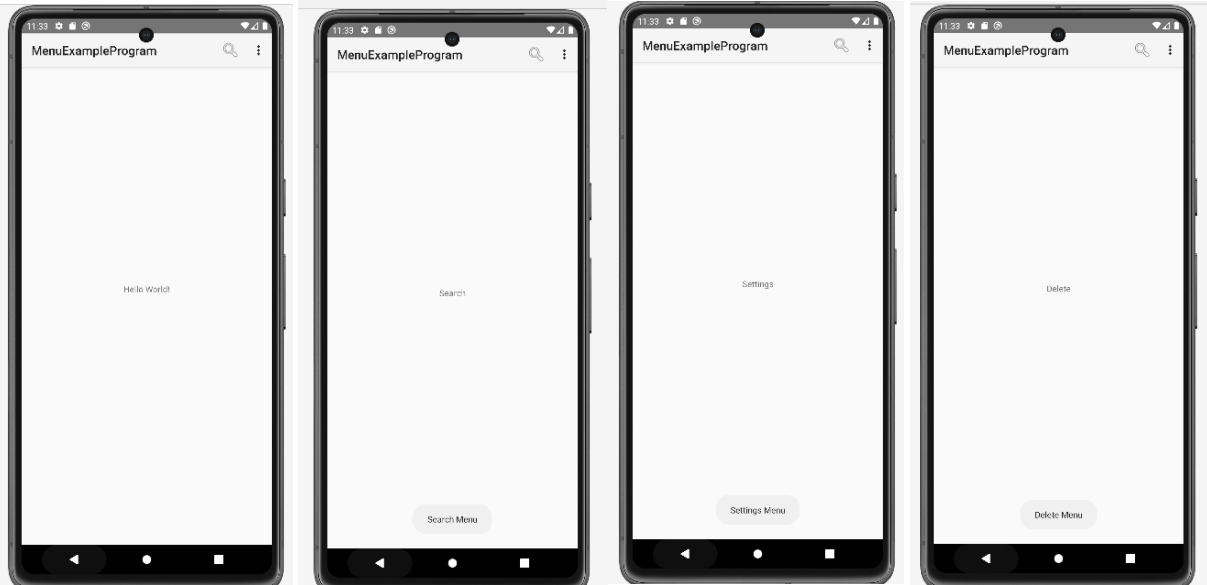 11:33
MenuExampleProgram
Hello World!
11:33
MenuExampleProgram
Search
Search Menu
11:33
MenuExampleProgram
Settings
Settings Menu
11:33
MenuExampleProgram
Delete
Delete Menu